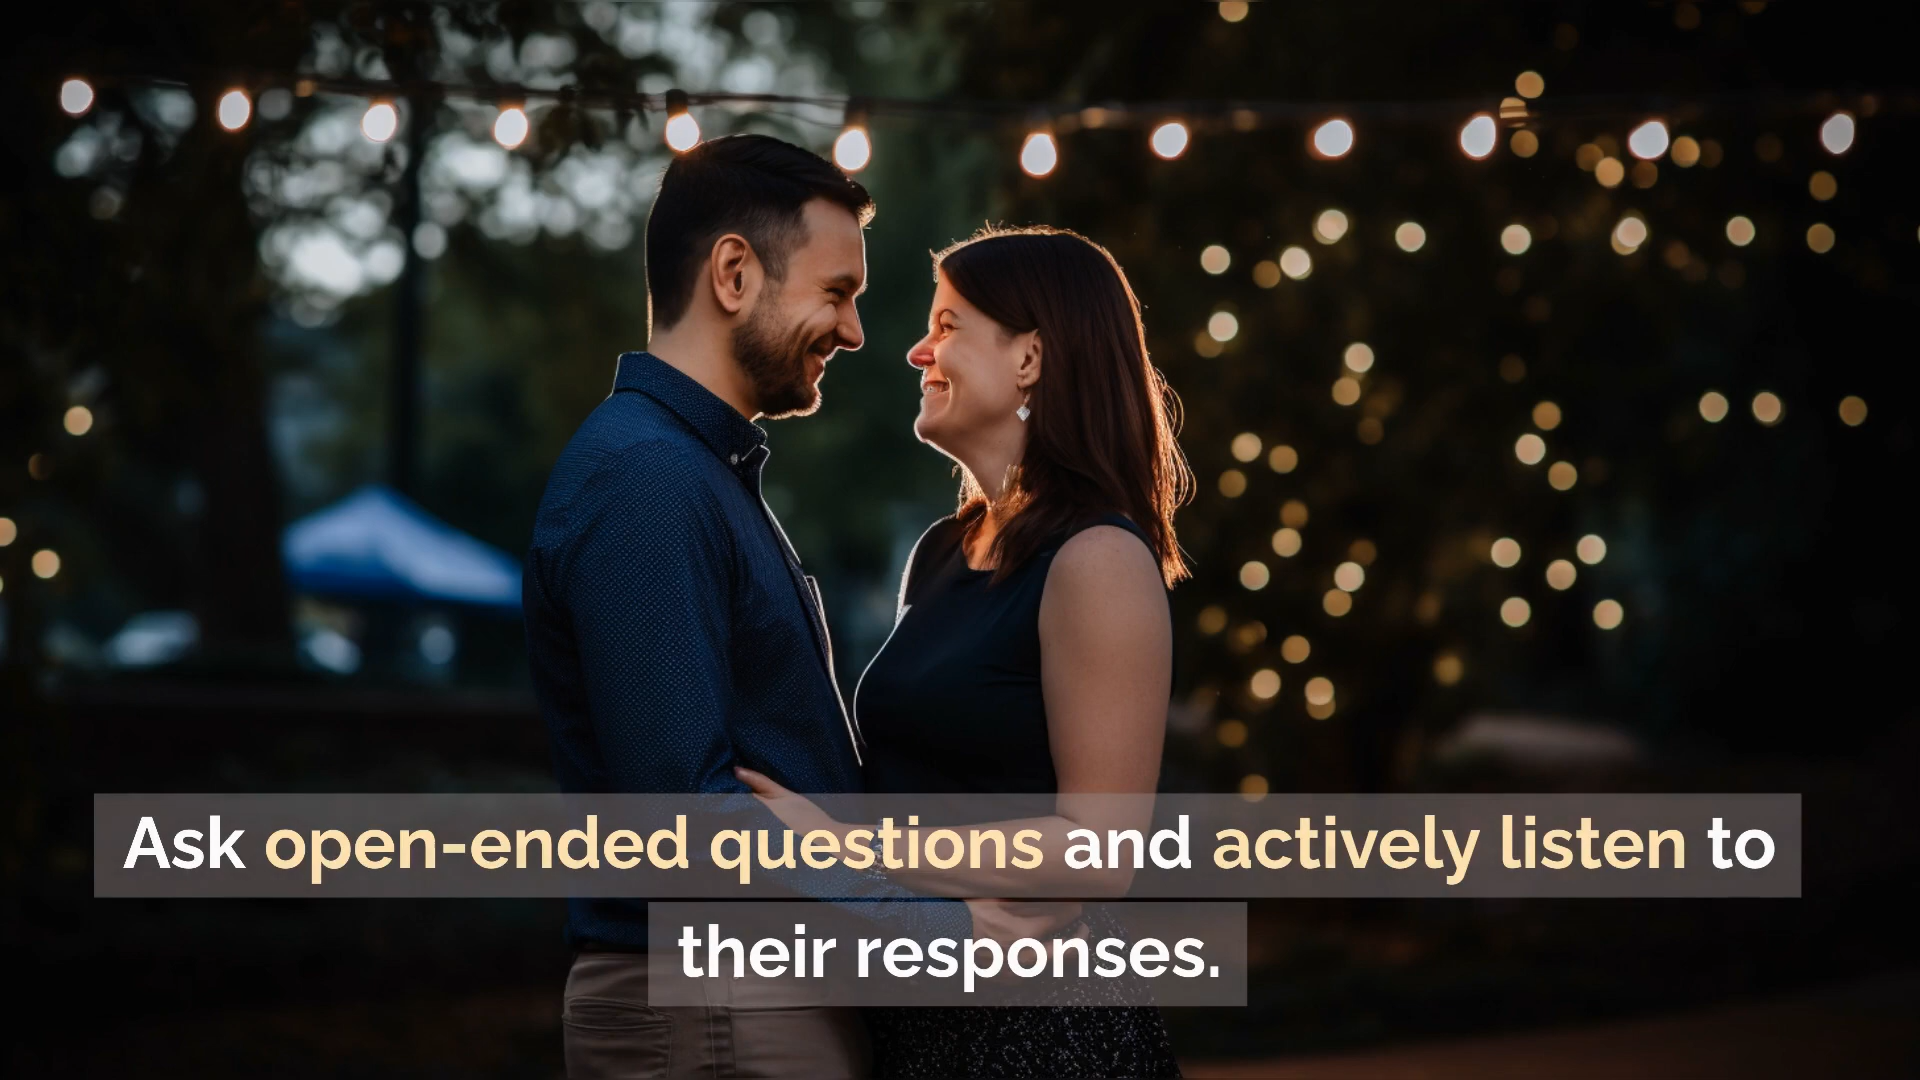 Ask open-ended questions and actively listen to
their responses.